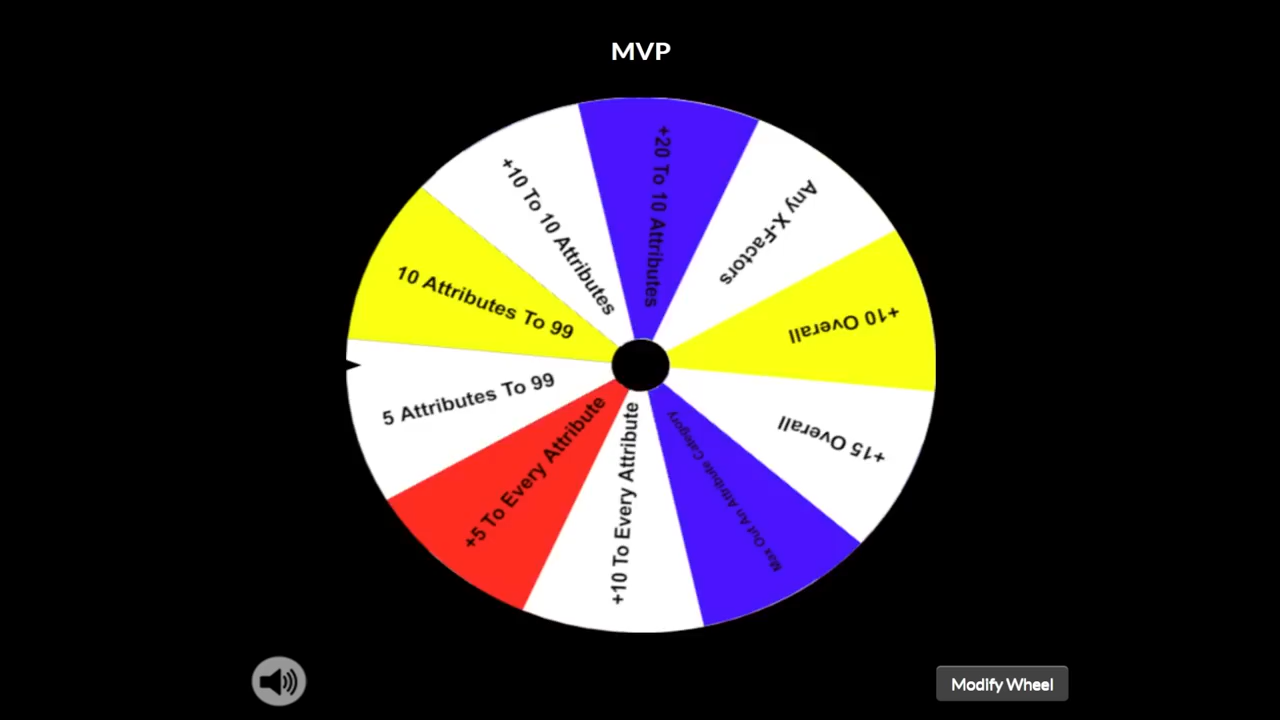 MVP
+20 To 10 Attributes
Any X-Factors
+10 Overall
+15 Overall
Max Out An Attribute Category
+10 To Every Attribute
+5 To Every Attribute
5 Attributes To 99
10 Attributes To 99
+10 To 10 Attributes
Modify Wheel